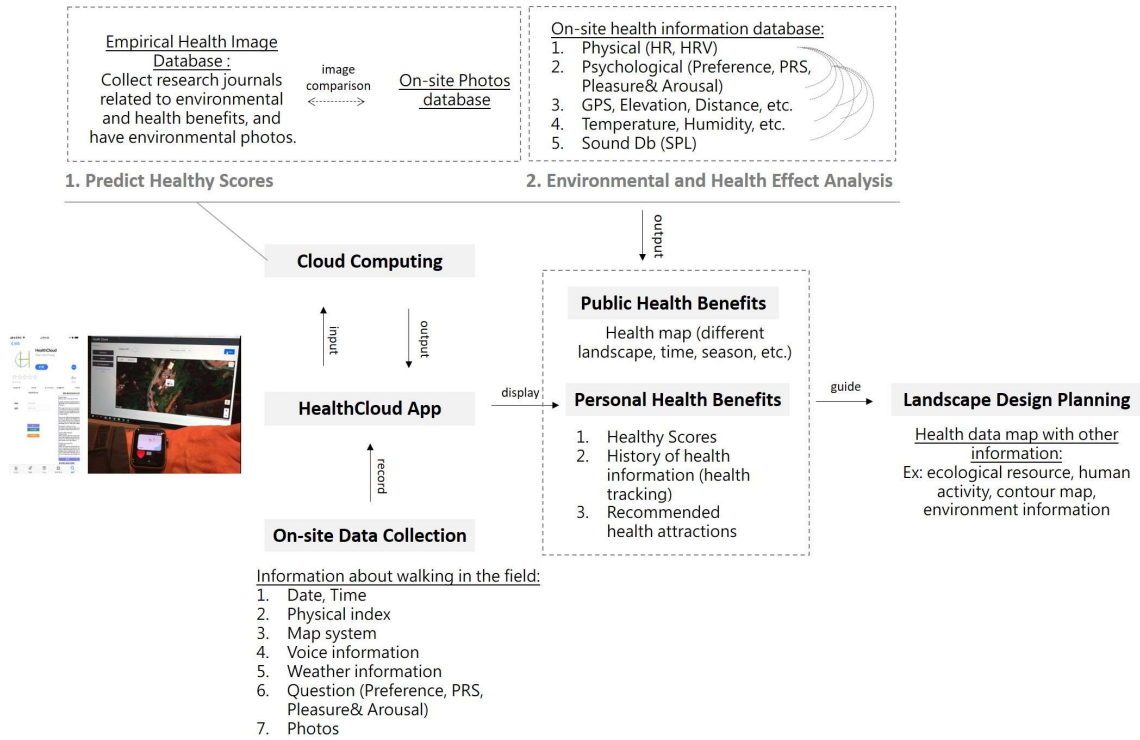 Empirical Health Image
Database :
Collect research journals
related to environmental
and health benefits, and
have environmental photos.
image
comparison
On-site Photos
database
On-site health information database:
1. Physical (HR, HRV)
2. Psychological (Preference, PRS,
Pleasure& Arousal)
3. GPS, Elevation, Distance, etc.
4. Temperature, Humidity, etc.
5. Sound Db (SPL)
1. Predict Healthy Scores
2. Environmental and Health Effect Analysis
output
Cloud Computing
input
output
HealthCloud App
record
On-site Data Collection
Information about walking in the field:
1. Date, Time
2. Physical index
3. Map system
4. Voice information
5. Weather information
6. Question (Preference, PRS,
Pleasure& Arousal)
7. Photos
display
Public Health Benefits
Health map (different
landscape, time, season, etc.)
Personal Health Benefits
1. Healthy Scores
2. History of health
information (health
tracking)
3. Recommended
health attractions
guide
Landscape Design Planning
Health data map with other
information:
Ex: ecological resource, human
activity, contour map,
environment information
HealthCloud